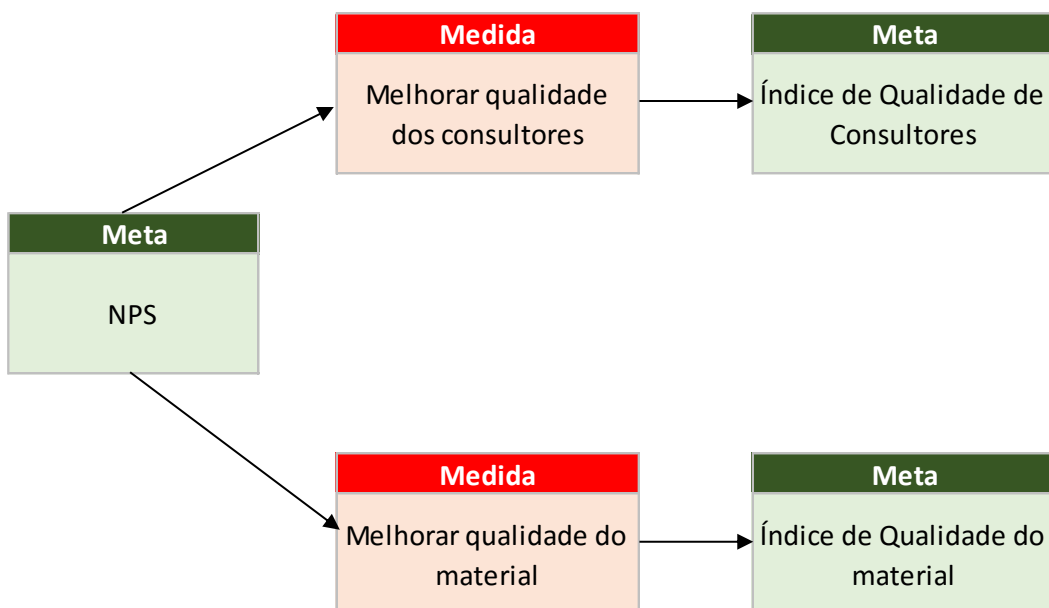 Medida
Melhorar qualidade
dos consultores
Meta
Índice de Qualidade de
Consultores
Meta
NPS
Medida
Melhorar qualidade do
material
Meta
Índice de Qualidade do
material